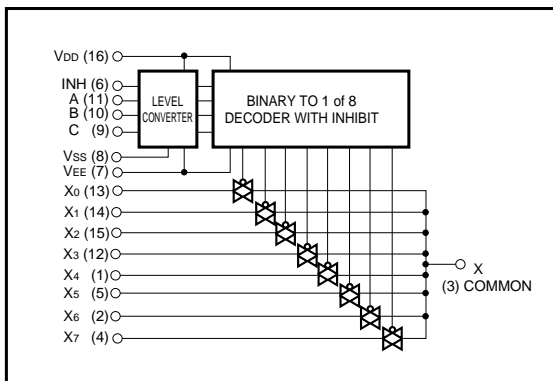 VDD (16)
INH (6)
A (11)
B (10)
C (9)
LEVEL
CONVERTER
BINARY TO 1 of 8
DECODER WITH INHIBIT
VSS (8)
VEE (7)
X0 (13)
X1 (14)
X2 (15)
X3 (12)
X4 (1)
X5 (5)
X6 (2)
X7 (4)
X
(3) COMMON